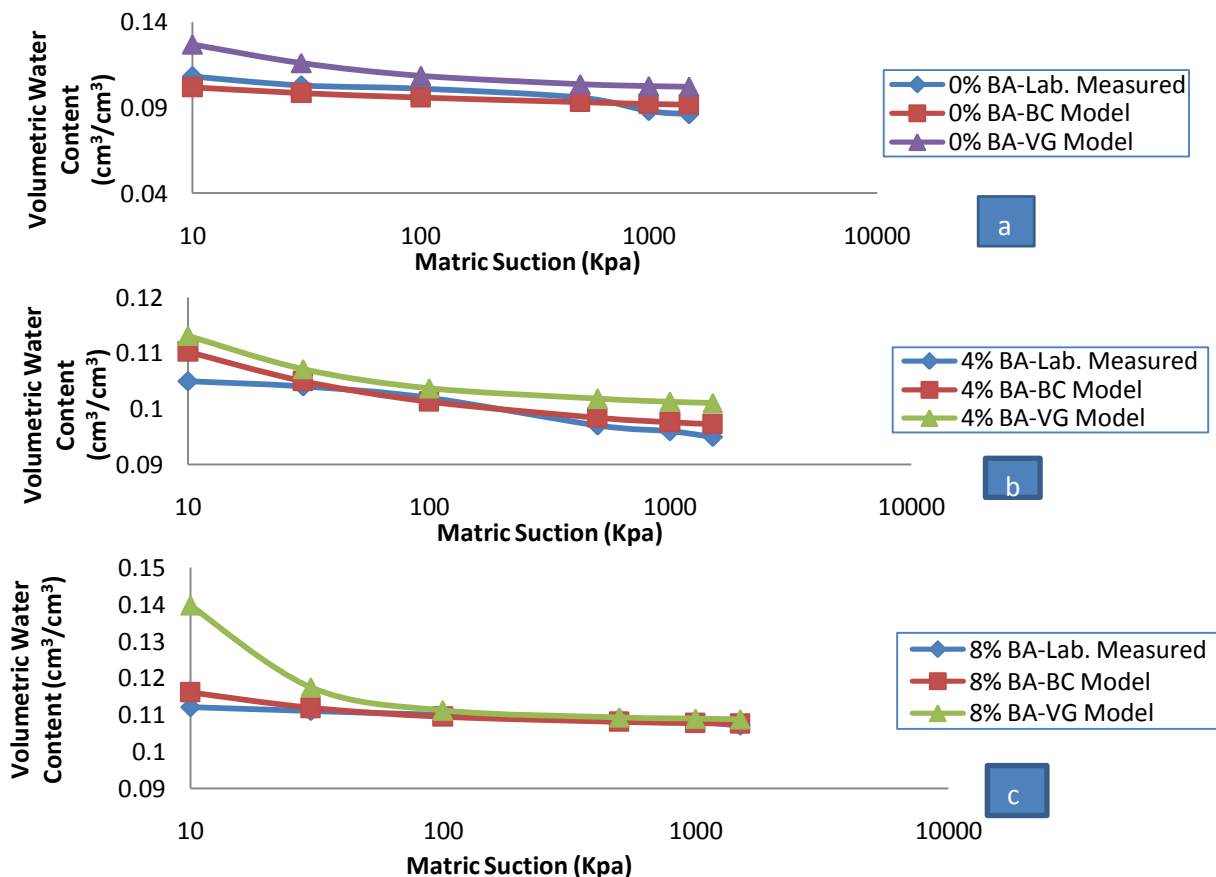 0.14
0.09
0.04
Volumetric Water
Content
(cm³/cm³)
10
100
1000
10000
Matric Suction (Kpa)
0% BA-Lab. Measured
0% BA-BC Model
0% BA-VG Model
a
0.12
0.11
0.1
0.09
Volumetric Water
Content
(cm³/cm³)
10
100
1000
10000
Matric Suction (Kpa)
4% BA-Lab. Measured
4% BA-BC Model
4% BA-VG Model
b
0.15
0.14
0.13
0.12
0.11
0.1
0.09
Volumetric Water
Content (cm³/cm³)
10
100
1000
10000
Matric Suction (Kpa)
8% BA-Lab. Measured
8% BA-BC Model
8% BA-VG Model
c